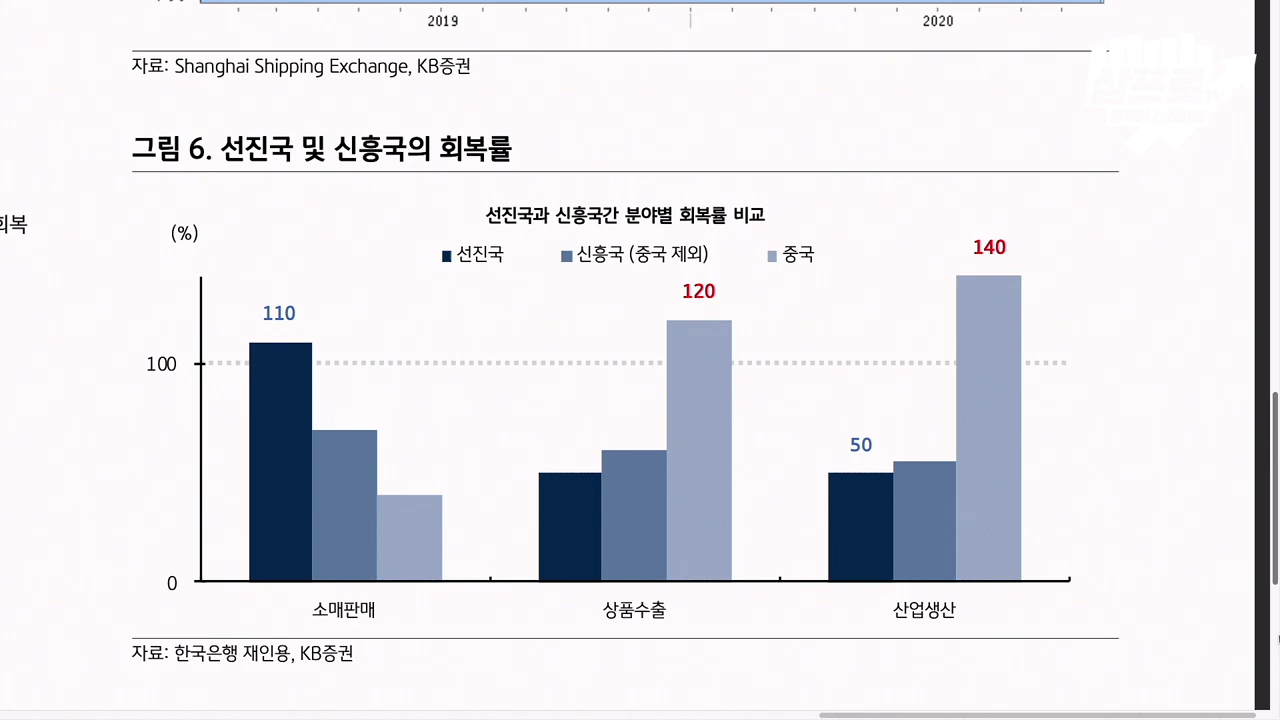 2019
2020
자료: Shanghai Shipping Exchange, KB증권
그림 6. 선진국 및 신흥국의 회복률
회복
선진국과 신흥국간 분야별 회복률 비교
(%)
선진국 신흥국 (중국 제외) 중국
140
120
110
100
50
0
소매판매 상품수출 산업생산
자료: 한국은행 재인용, KB증권